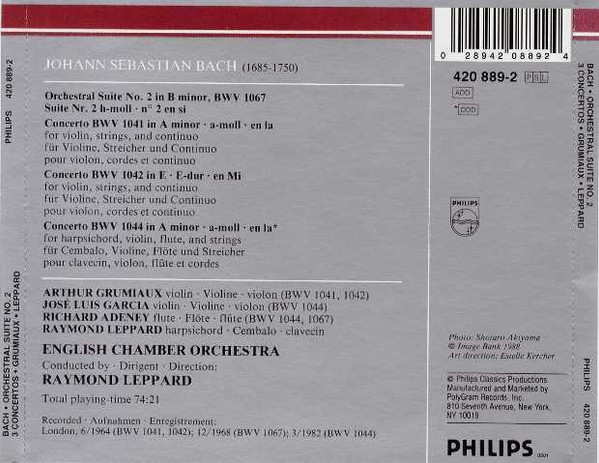 JOHANN SEBASTIAN BACH (1685-1750)
Orchestral Suite No. 2 in B minor, BWV 1067
Suite Nr. 2 h-moll · n° 2 en si
Concerto BWV 1041 in A minor · a-moll · en la
for violin, strings, and continuo
für Violine, Streicher und Continuo
pour violon, cordes et continuo
Concerto BWV 1042 in E · E-dur · en Mi
for violin, strings, and continuo
für Violine, Streicher und Continuo
pour violon, cordes et continuo
Concerto BWV 1044 in A minor · a-moll · en la*
for harpsichord, violin, flute, and strings
für Cembalo, Violine, Flöte und Streicher
pour clavecin, violon, flûte et cordes
ARTHUR GRUMIAUX violin · Violine · violon (BWV 1041, 1042)
JOSÉ LUIS GARCIA violin · Violine · violon (BWV 1044)
RICHARD ADENEY flute · Flöte · flûte (BWV 1044, 1067)
RAYMOND LEPPARD harpsichord · Cembalo · clavecin
ENGLISH CHAMBER ORCHESTRA
Conducted by · Dirigent · Direction:
RAYMOND LEPPARD
Total playing-time 74:21
Recorded · Aufnahmen · Enregistrement:
London, 6/1964 (BWV 1041, 1042); 12/1968 (BWV 1067); 3/1982 (BWV 1044)
0 28942 08892 4
420 889-2
ADD
*DDD
PHILIPS
Photo: Shotaro Akiyama
© Image Bank 1988
Art direction: Estelle Kercher
© Philips Classics Productions
Manufactured and Marketed by
PolyGram Records, Inc.
810 Seventh Avenue, New York,
NY 10019
PHILIPS
BACH • ORCHESTRAL SUITE NO. 2
3 CONCERTOS • GRUMIAUX • LEPPARD
PHILIPS 420 889-2
BACH • ORCHESTRAL SUITE NO. 2
3 CONCERTOS • GRUMIAUX • LEPPARD
PHILIPS 420 889-2